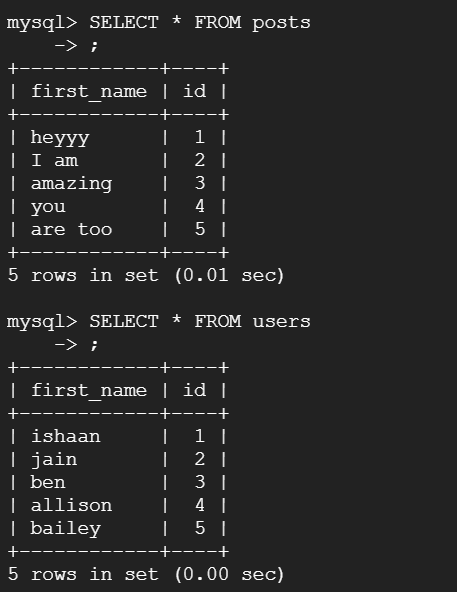 mysql> SELECT * FROM posts
    -> ;
+------------+----+
| first_name | id |
+------------+----+
| heyyy      |  1 |
| I am       |  2 |
| amazing    |  3 |
| you        |  4 |
| are too    |  5 |
+------------+----+
5 rows in set (0.01 sec)

mysql> SELECT * FROM users
    -> ;
+------------+----+
| first_name | id |
+------------+----+
| ishaan     |  1 |
| jain       |  2 |
| ben        |  3 |
| allison    |  4 |
| bailey     |  5 |
+------------+----+
5 rows in set (0.00 sec)